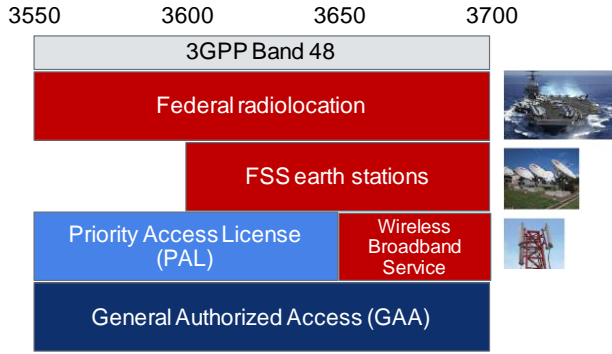 3550 3600 3650 3700
3GPP Band 48
Federal radiolocation
FSS earth stations
Priority Access License
(PAL)
Wireless
Broadband
Service
General Authorized Access (GAA)